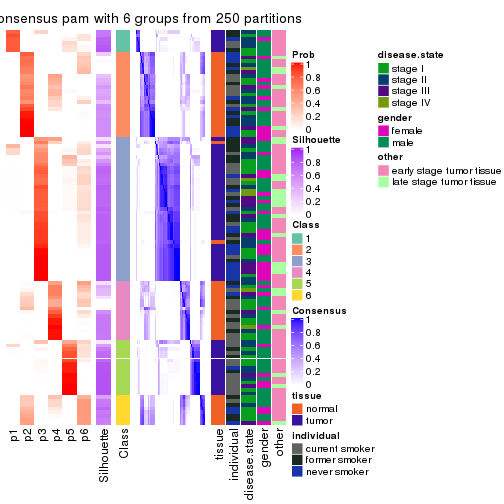 onsensus pam with 6 groups from 250 partitions
Prob
1
0.8
0.6
0.4
0.2
0
Silhouette
1
0.8
0.6
0.4
0.2
0
Class
1
2
3
4
5
6
Consensus
1
0.8
0.6
0.4
0.2
0
tissue
normal
tumor
individual
current smoker
former smoker
never smoker
disease.state
stage I
stage II
stage III
stage IV
gender
female
male
other
early stage tumor tissue
late stage tumor tissue
p1
p2
p3
p4
p5
p6
Silhouette
Class
tissue
individual
disease.state
gender
other